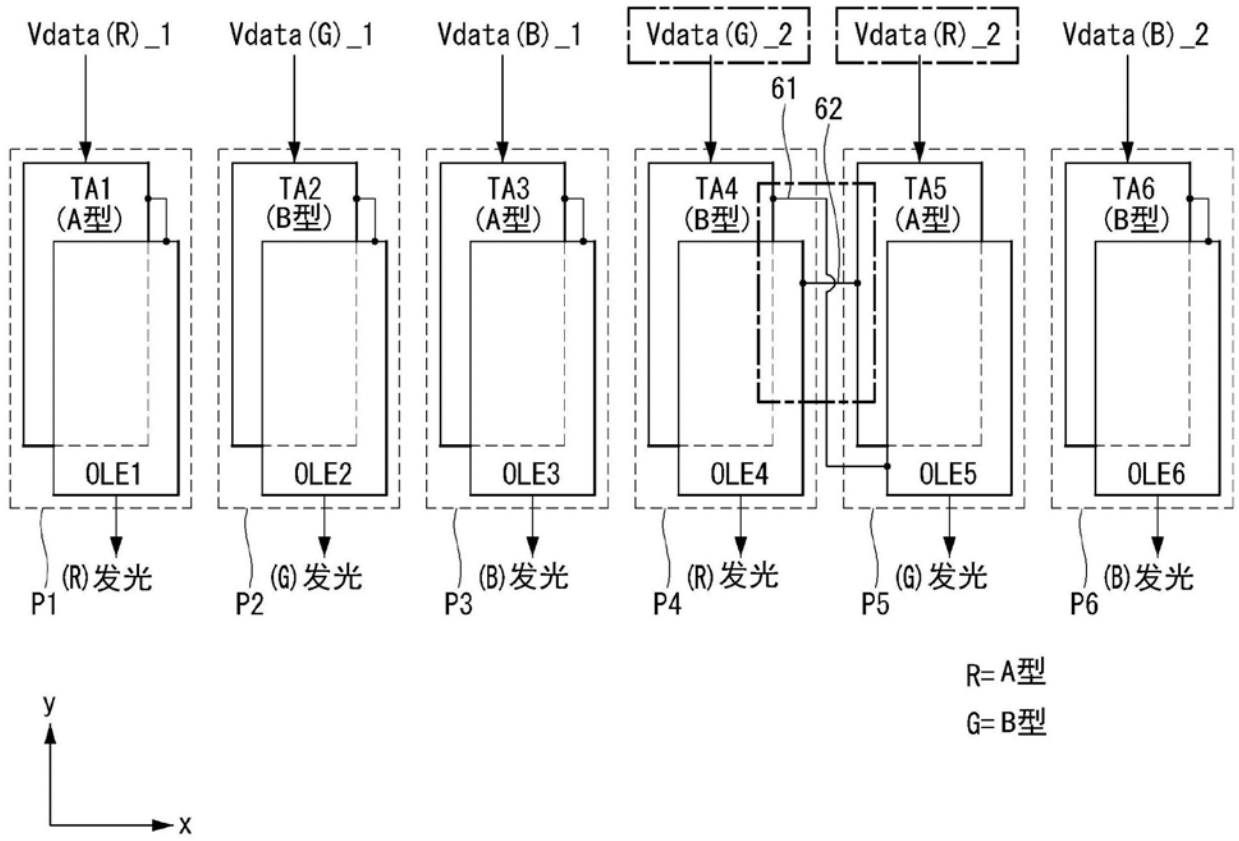 Vdata(R)_1 Vdata(G)_1 Vdata(B)_1 Vdata(G)_2 Vdata(R)_2 Vdata(B)_2
61 62
TA1 TA2 TA3 TA4 TA5 TA6
(A型) (B型) (A型) (B型) (A型) (B型)
OLE1 OLE2 OLE3 OLE4 OLE5 OLE6
(R)发光 (G)发光 (B)发光 (R)发光 (G)发光 (B)发光
P1 P2 P3 P4 P5 P6
R=A型
G=B型
y
x